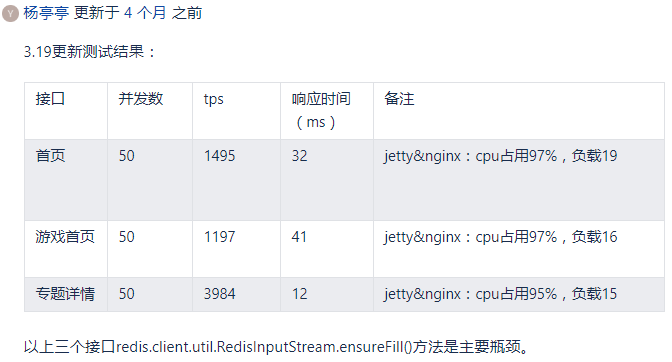 Y 杨亭亭 更新于 4 个月 之前
3.19更新测试结果：
接口 并发数 tps 响应时间（ms） 备注
首页 50 1495 32 jetty&nginx：cpu占用97%，负载19
游戏首页 50 1197 41 jetty&nginx：cpu占用97%，负载16
专题详情 50 3984 12 jetty&nginx：cpu占用95%，负载15
以上三个接口redis.client.util.RedisInputStream.ensureFill()方法是主要瓶颈。